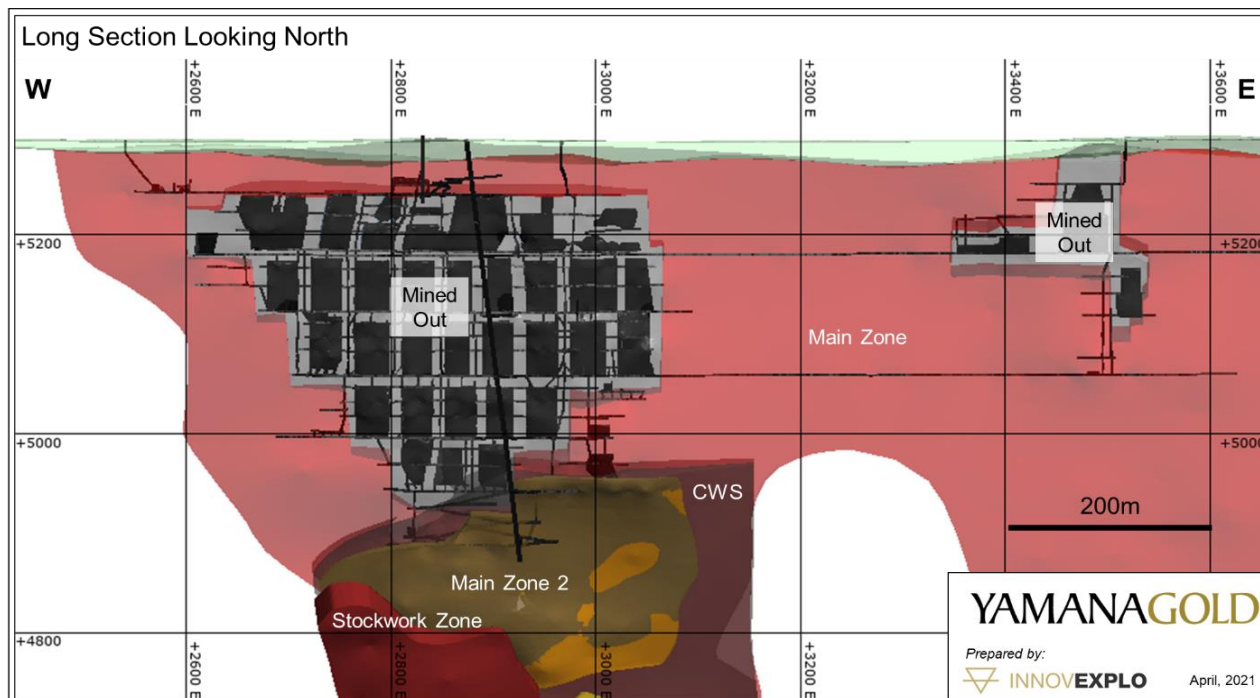 Long Section Looking North
W
E
+2600 E
+2800 E
+3000 E
+3200 E
+3400 E
+3600 E
+5200
+5200
Mined
Out
Mined
Out
Main Zone
+5000
+5000
CWS
200m
Main Zone 2
Stockwork Zone
+4800
+2600 E
+2800 E
+3000 E
+3200 E
YAMANAGOLD
Prepared by:
INNOVEXPLO
April, 2021